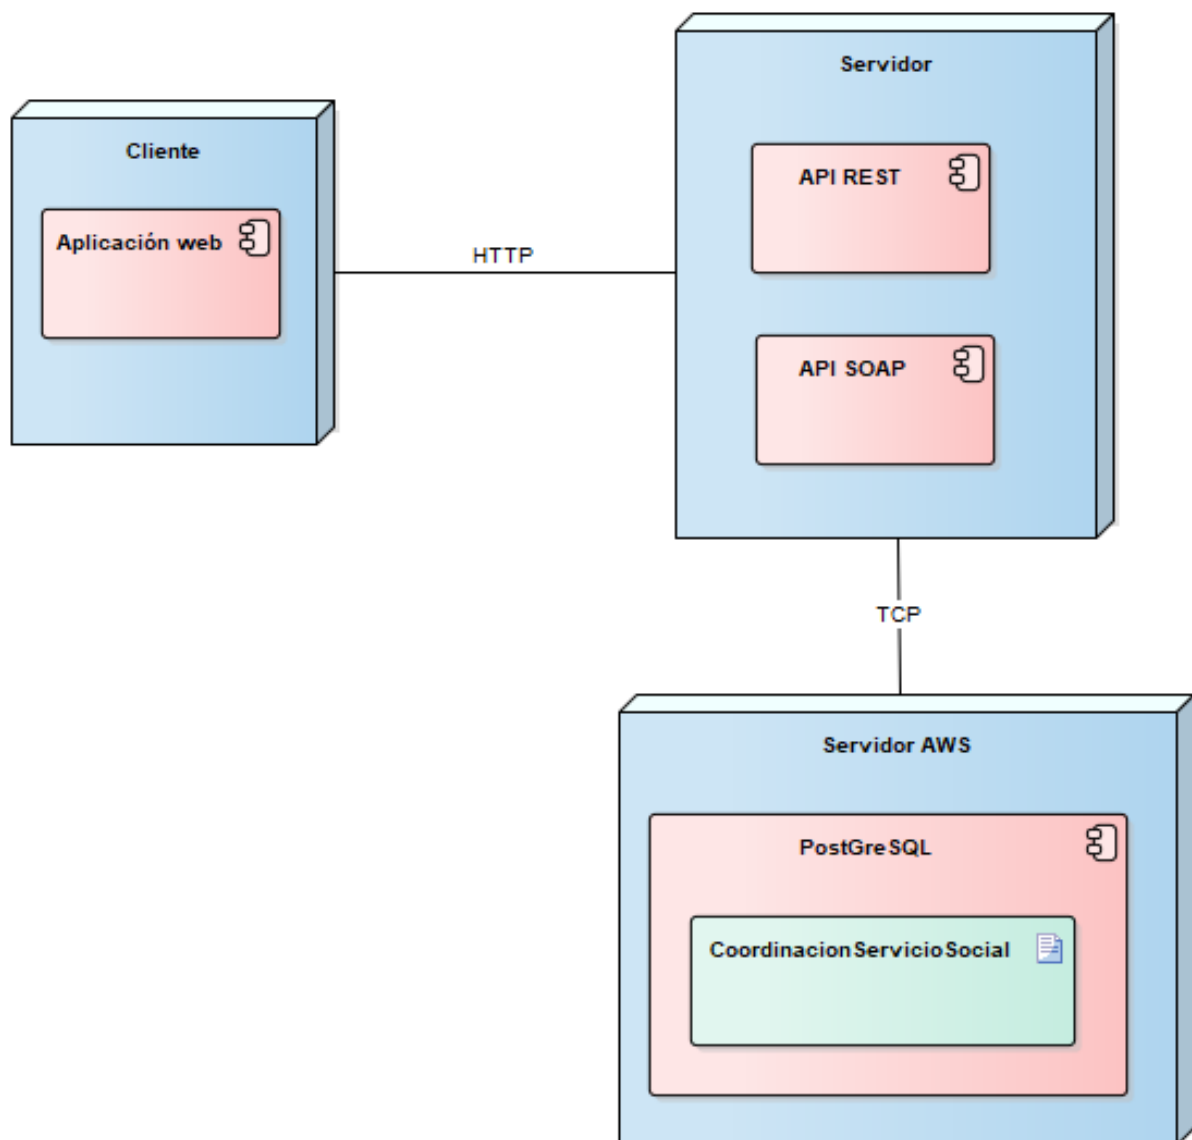 Servidor
Cliente
API REST
Aplicación web
HTTP
API SOAP
TCP
Servidor AWS
PostGreSQL
CoordinacionServicioSocial